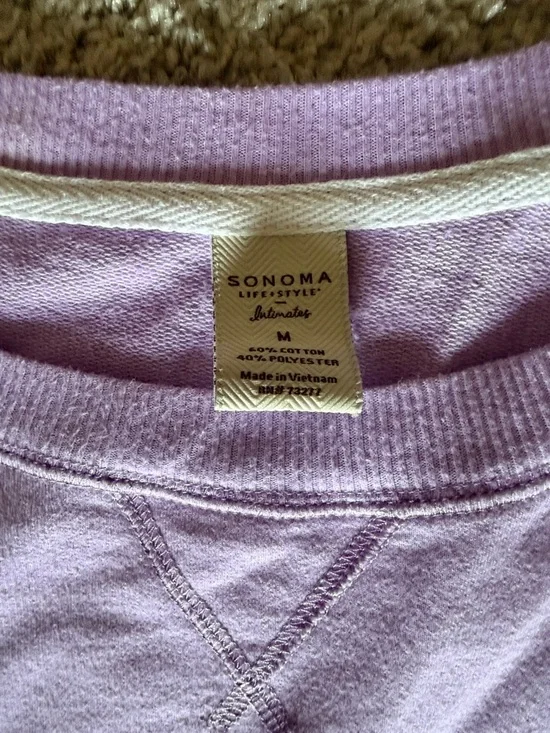 SONOMA
LIFE+STYLE®
Intimates
M
60% COTTON
40% POLYESTER
Made in Vietnam
RN# 73277